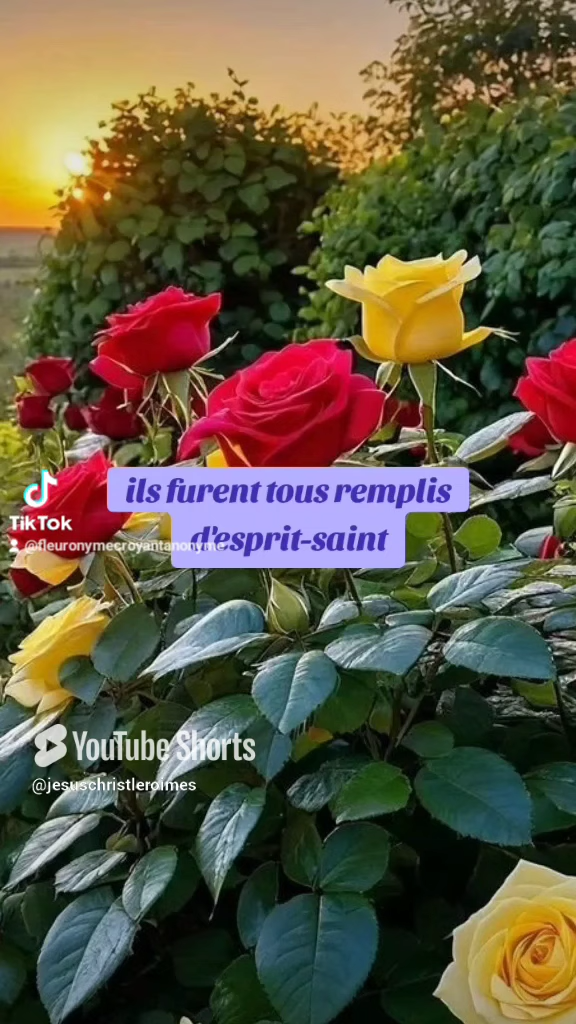 ils furent tous remplis
d'esprit-saint
TikTok
@fleuronymecroyantanonyme
YouTube Shorts
@jesuschristleroimes